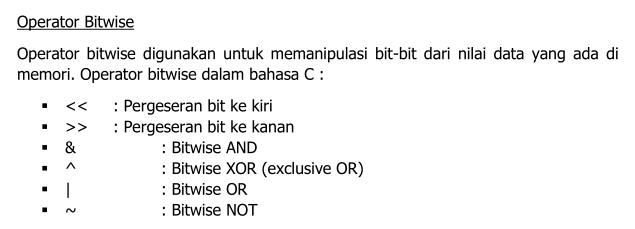 Operator Bitwise
Operator bitwise digunakan untuk memanipulasi bit-bit dari nilai data yang ada di
memori. Operator bitwise dalam bahasa C :
▪ << : Pergeseran bit ke kiri
▪ >> : Pergeseran bit ke kanan
▪ & : Bitwise AND
▪ ^ : Bitwise XOR (exclusive OR)
▪ | : Bitwise OR
▪ ~ : Bitwise NOT